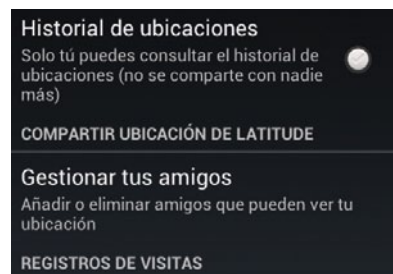 Historial de ubicaciones
Solo tú puedes consultar el historial de
ubicaciones (no se comparte con nadie
más)
COMPARTIR UBICACIÓN DE LATITUDE
Gestionar tus amigos
Añadir o eliminar amigos que pueden ver tu
ubicación
REGISTROS DE VISITAS